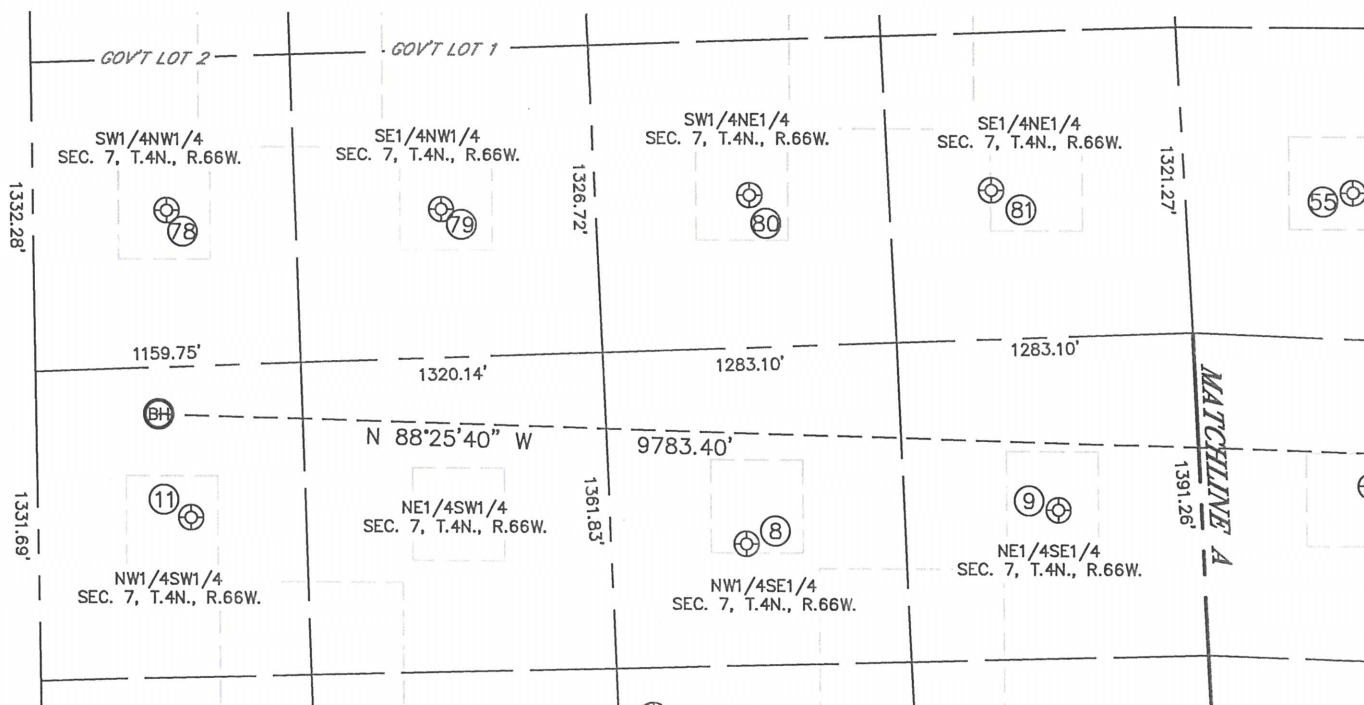 GOV'T LOT 2
GOV'T LOT 1
SW1/4NW1/4
SEC. 7, T.4N., R.66W.
SE1/4NW1/4
SEC. 7, T.4N., R.66W.
SW1/4NE1/4
SEC. 7, T.4N., R.66W.
SE1/4NE1/4
SEC. 7, T.4N., R.66W.
1332.28'
1326.72'
1321.27'
78
79
80
81
55
1159.75'
1320.14'
1283.10'
1283.10'
BH
N 88°25'40" W
9783.40'
MATCHLINE A
1331.69'
11
1361.83'
8
9
1391.26'
NW1/4SW1/4
SEC. 7, T.4N., R.66W.
NE1/4SW1/4
SEC. 7, T.4N., R.66W.
NW1/4SE1/4
SEC. 7, T.4N., R.66W.
NE1/4SE1/4
SEC. 7, T.4N., R.66W.